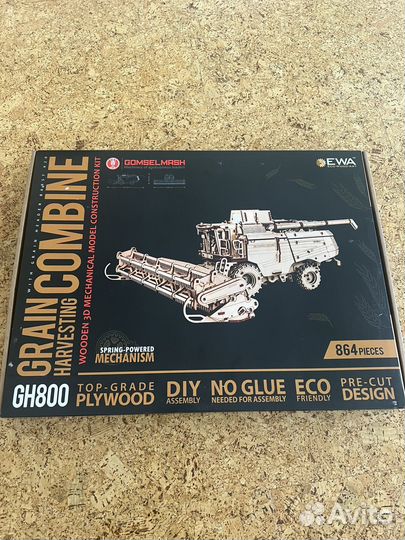 GRAIN
HARVESTING COMBINE
WOODEN 3D MECHANICAL MODEL CONSTRUCTION KIT
GOMSELMASH
EWA
SPRING-POWERED
MECHANISM
864 PIECES
GH800
TOP-GRADE
PLYWOOD
DIY
ASSEMBLY
NO GLUE
NEEDED FOR ASSEMBLY
ECO
FRIENDLY
PRE-CUT
DESIGN
Avito